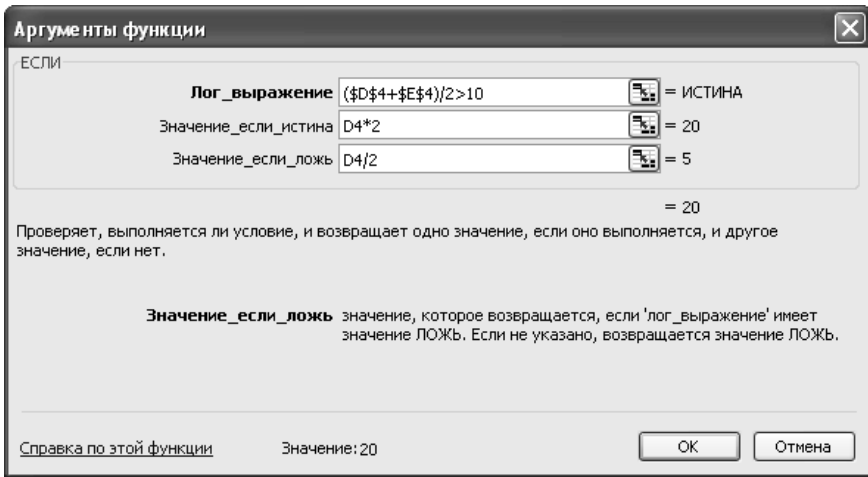 Аргументы функции
ЕСЛИ
Лог_выражение ($D$4+$E$4)/2>10 = ИСТИНА
Значение_если_истина D4*2 = 20
Значение_если_ложь D4/2 = 5
= 20
Проверяет, выполняется ли условие, и возвращает одно значение, если оно выполняется, и другое
значение, если нет.
Значение_если_ложь значение, которое возвращается, если 'лог_выражение' имеет
значение ЛОЖЬ. Если не указано, возвращается значение ЛОЖЬ.
Справка по этой функции Значение: 20 OK Отмена